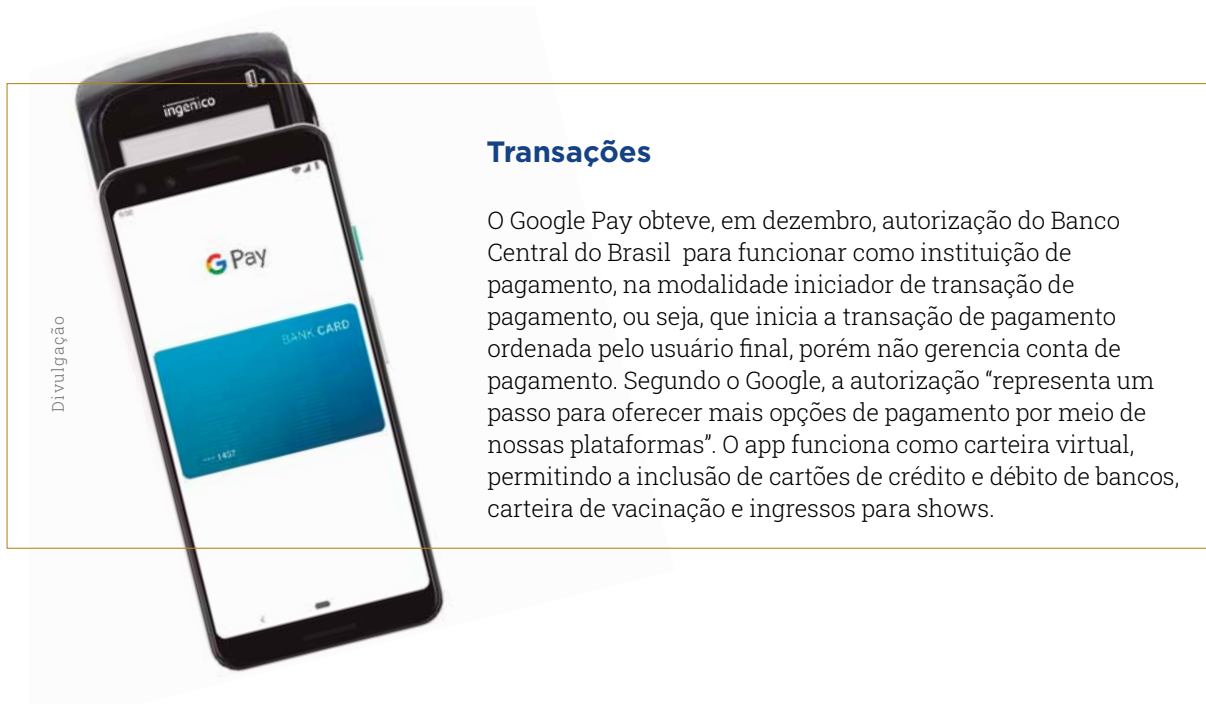 ingenico
9:00
G Pay
BANK CARD
•••• 1457
Divulgação
Transações
O Google Pay obteve, em dezembro, autorização do Banco
Central do Brasil para funcionar como instituição de
pagamento, na modalidade iniciador de transação de
pagamento, ou seja, que inicia a transação de pagamento
ordenada pelo usuário final, porém não gerencia conta de
pagamento. Segundo o Google, a autorização “representa um
passo para oferecer mais opções de pagamento por meio de
nossas plataformas”. O app funciona como carteira virtual,
permitindo a inclusão de cartões de crédito e débito de bancos,
carteira de vacinação e ingressos para shows.